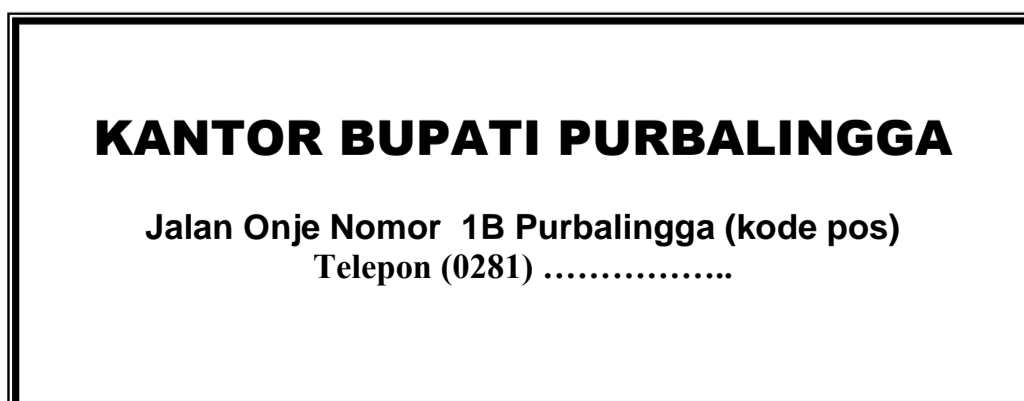 KANTOR BUPATI PURBALINGGA
Jalan Onje Nomor  1B Purbalingga (kode pos)
Telepon (0281) ……………..